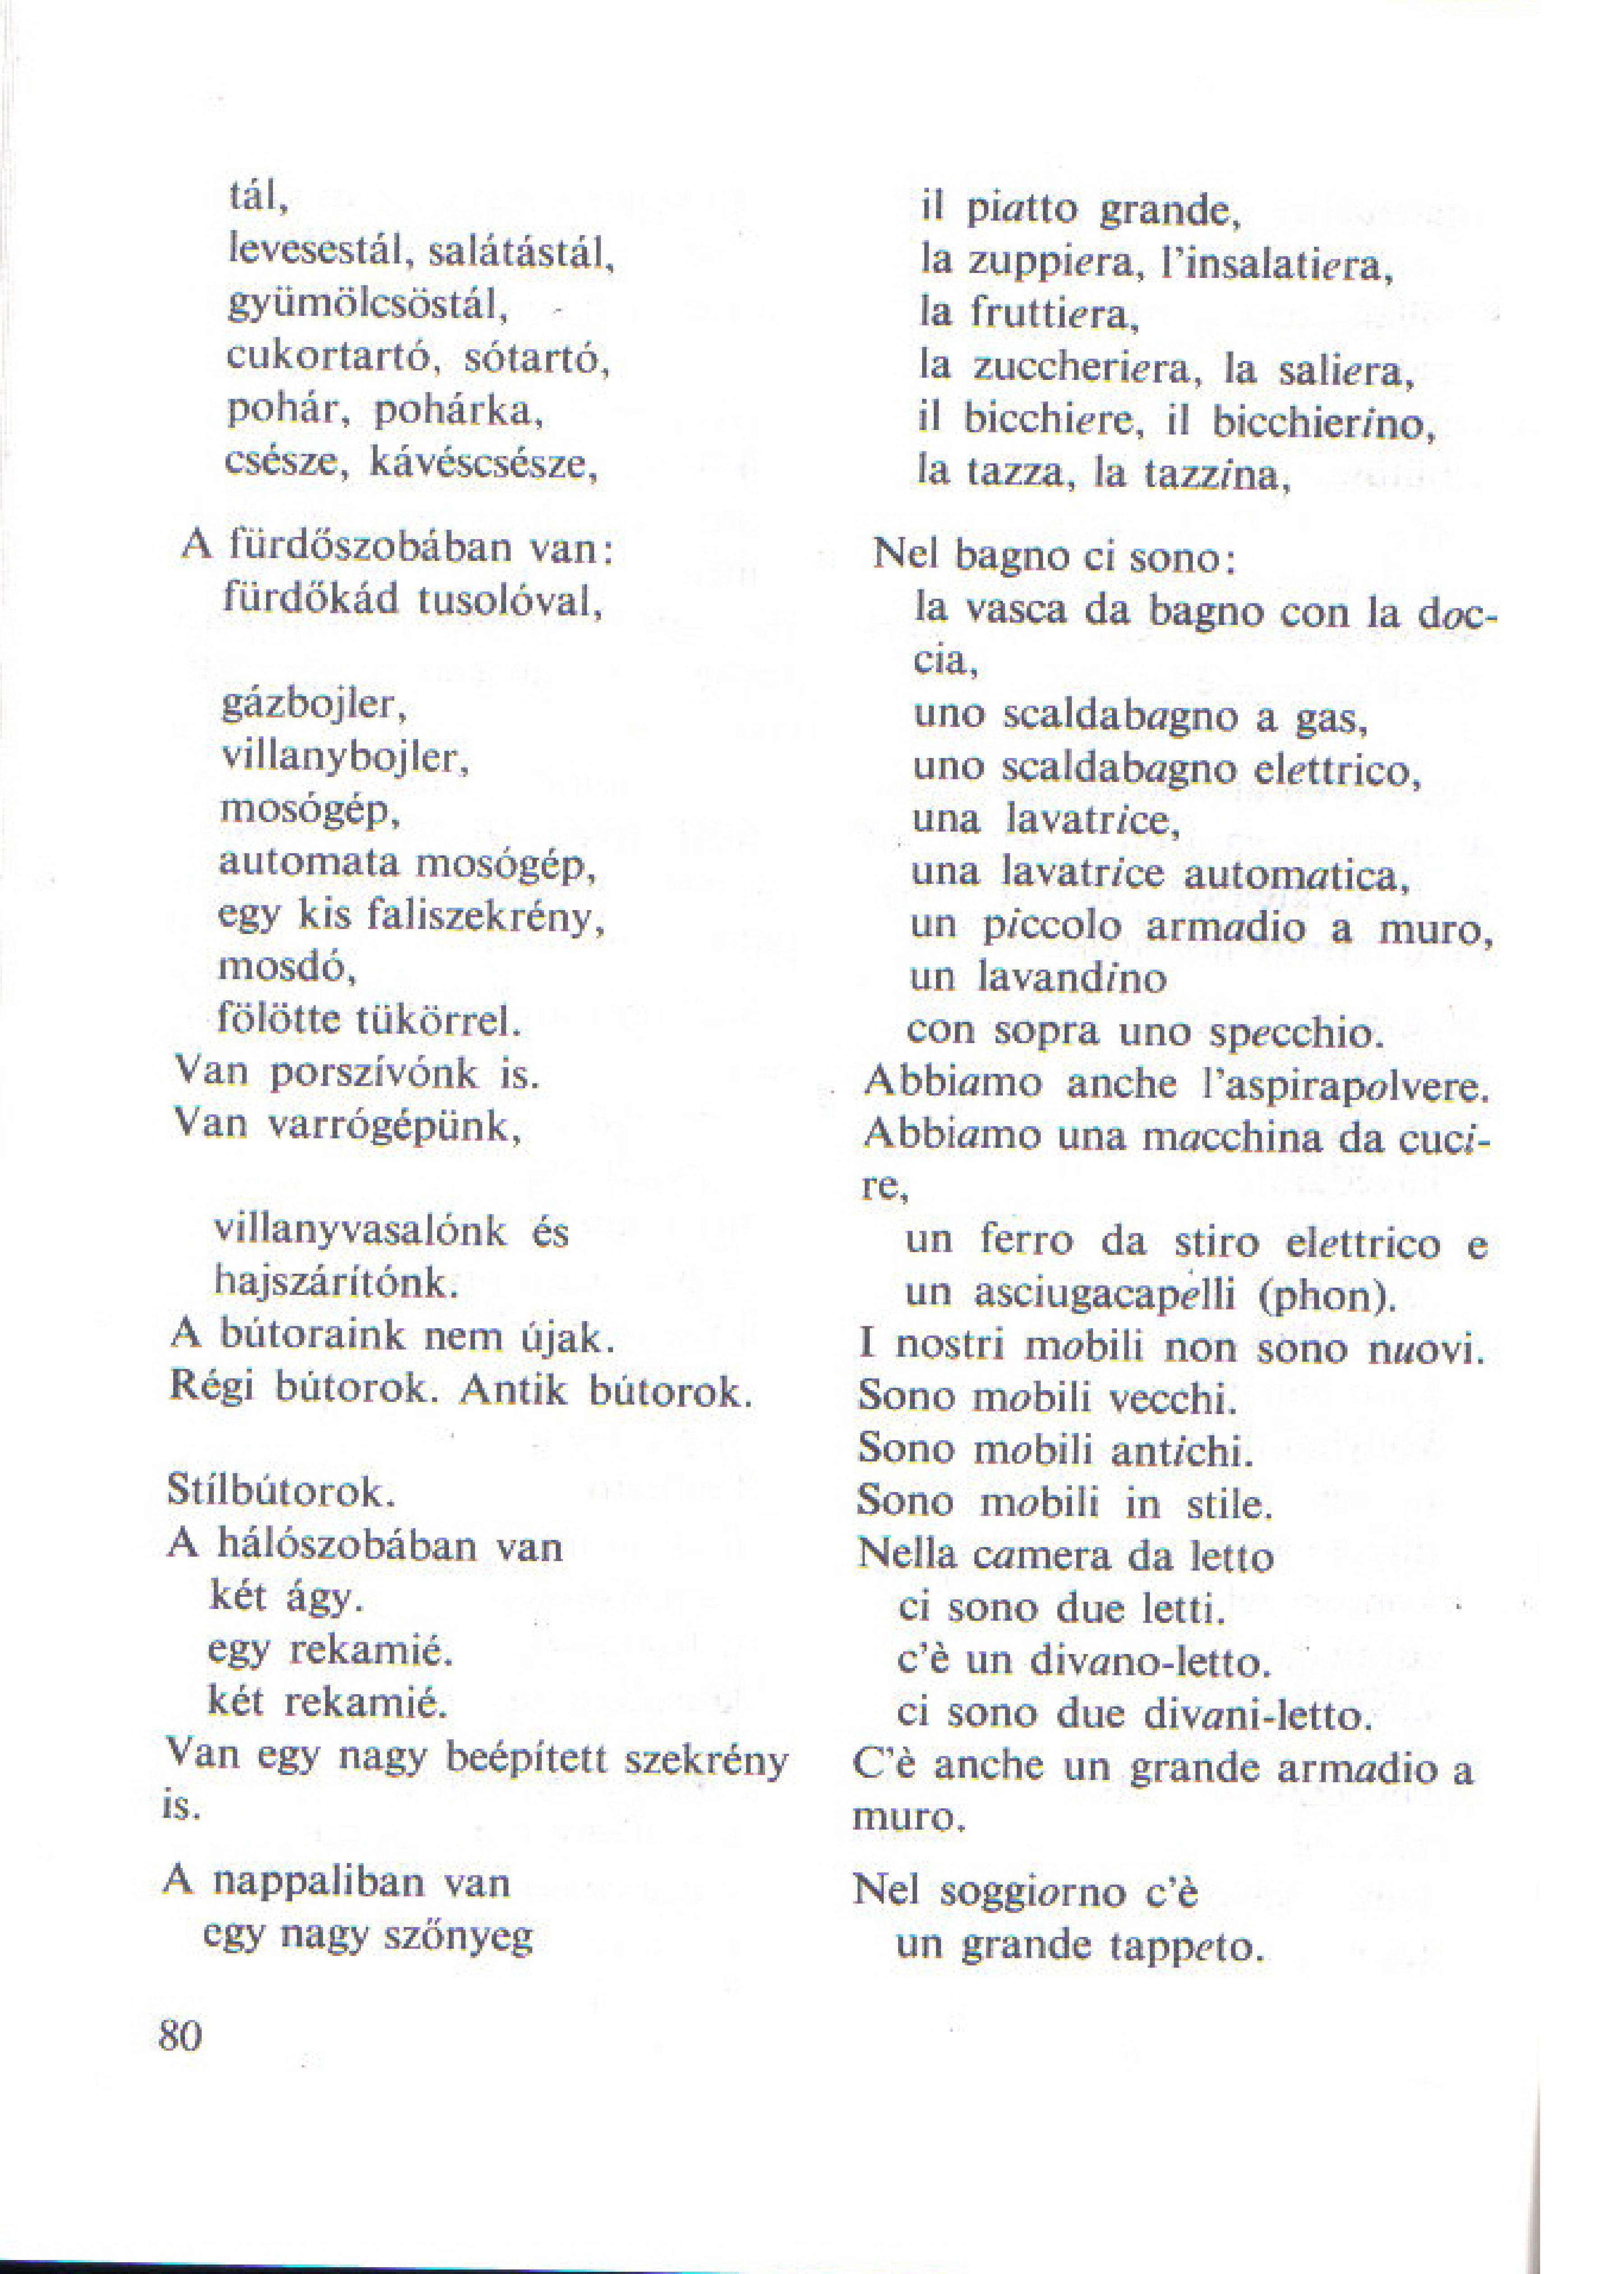 tál,
levesestál, salátástál,
gyümölcsöstál,
cukortartó, sótartó,
pohár, pohárka,
csésze, kávéscsésze,
A fürdőszobában van:
fürdőkád tusolóval,
gázbojler,
villanybojler,
mosógép,
automata mosógép,
egy kis faliszekrény,
mosdó,
fölötte tükörrel.
Van porszívónk is.
Van varrógépünk,
villanyvasalónk és
hajszárítónk.
A bútoraink nem újak.
Régi bútorok. Antik bútorok.
Stílbútorok.
A hálószobában van
két ágy.
egy rekamié.
két rekamié.
Van egy nagy beépített szekrény
is.
A nappaliban van
egy nagy szőnyeg
il piatto grande,
la zuppiera, l'insalatiera,
la fruttiera,
la zuccheriera, la saliera,
il bicchiere, il bicchierino,
la tazza, la tazzina,
Nel bagno ci sono:
la vasca da bagno con la doc-
cia,
uno scaldabagno a gas,
uno scaldabagno elettrico,
una lavatrice,
una lavatrice automatica,
un piccolo armadio a muro,
un lavandino
con sopra uno specchio.
Abbiamo anche l'aspirapolvere.
Abbiamo una macchina da cuci-
re,
un ferro da stiro elettrico e
un asciugacapelli (phon).
I nostri mobili non sono nuovi.
Sono mobili vecchi.
Sono mobili antichi.
Sono mobili in stile.
Nella camera da letto
ci sono due letti.
c'è un divano-letto.
ci sono due divani-letto.
C'è anche un grande armadio a
muro.
Nel soggiorno c'è
un grande tappeto.
80